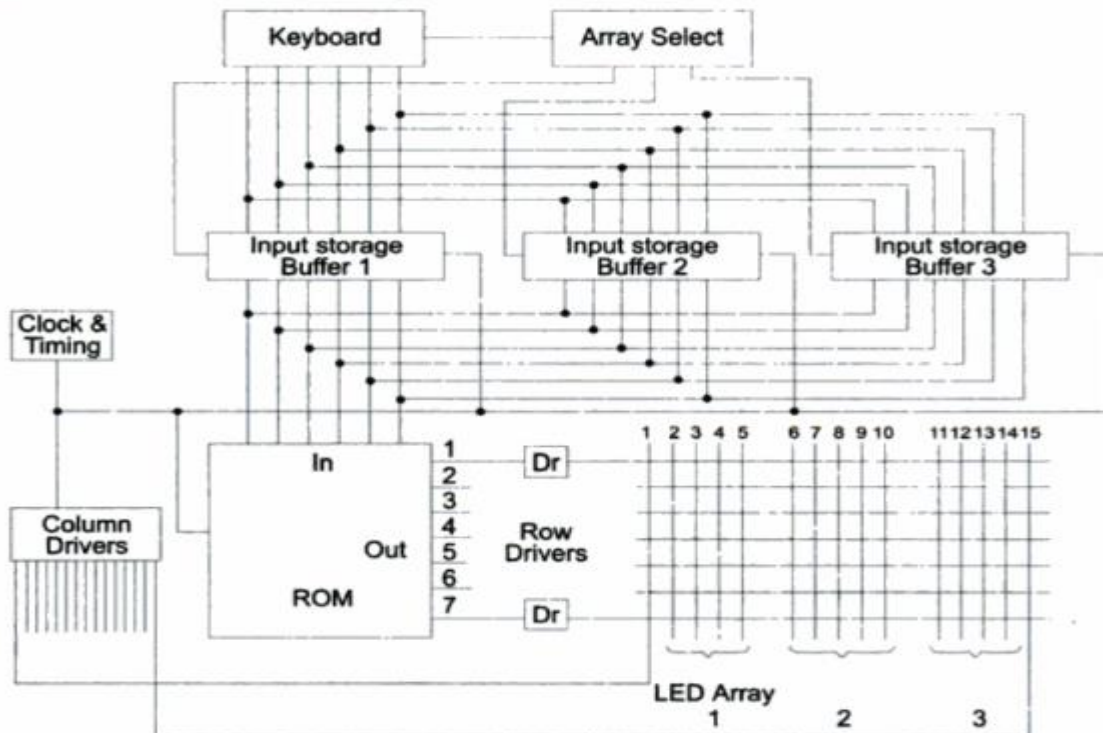 Keyboard
Array Select
Input storage
Buffer 1
Input storage
Buffer 2
Input storage
Buffer 3
Clock &
Timing
1 2 3 4 5 6 7 8 9 10 11 12 13 14 15
In
1
2
3
4
5
6
7
Out
ROM
Dr
Row
Drivers
Dr
Column
Drivers
LED Array
1 2 3